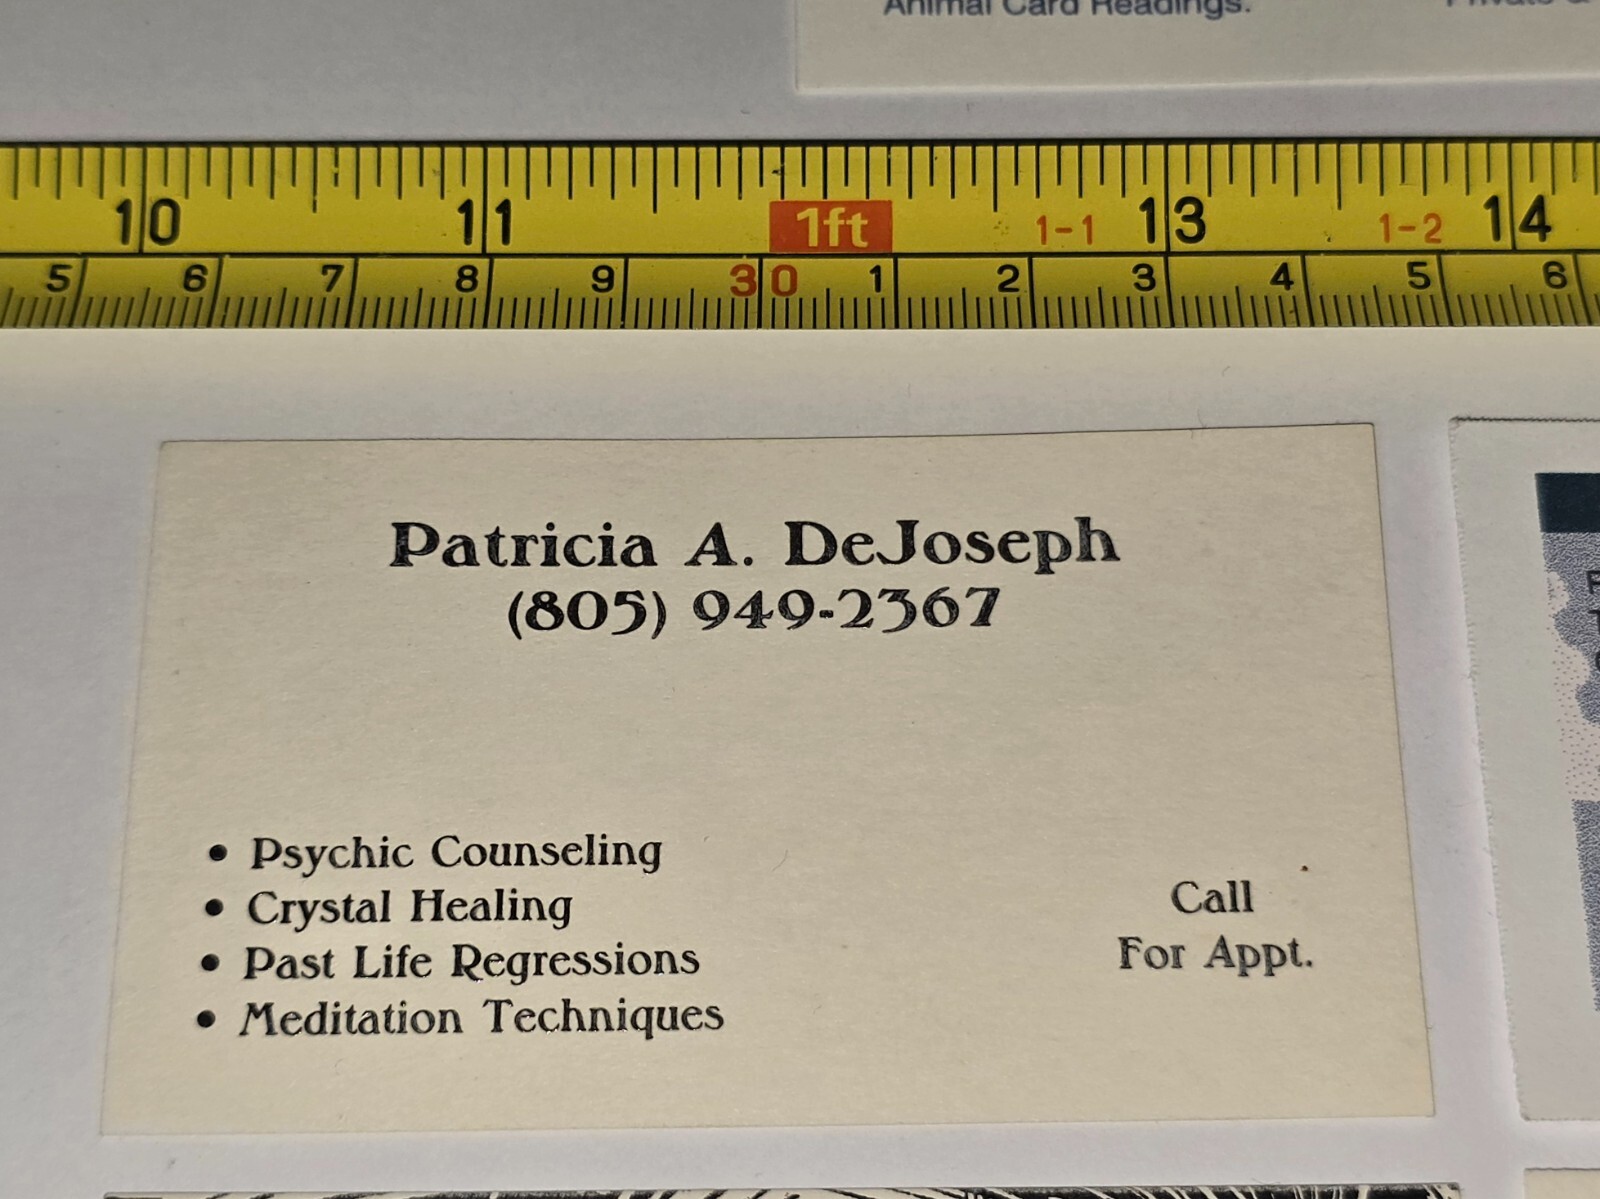 Animal Card Readings.
10 11 1ft 1-1 13 1-2 14
5 6 7 8 9 30 1 2 3 4 5 6
Patricia A. DeJoseph
(805) 949-2367
• Psychic Counseling
• Crystal Healing
• Past Life Regressions
• Meditation Techniques
Call
For Appt.